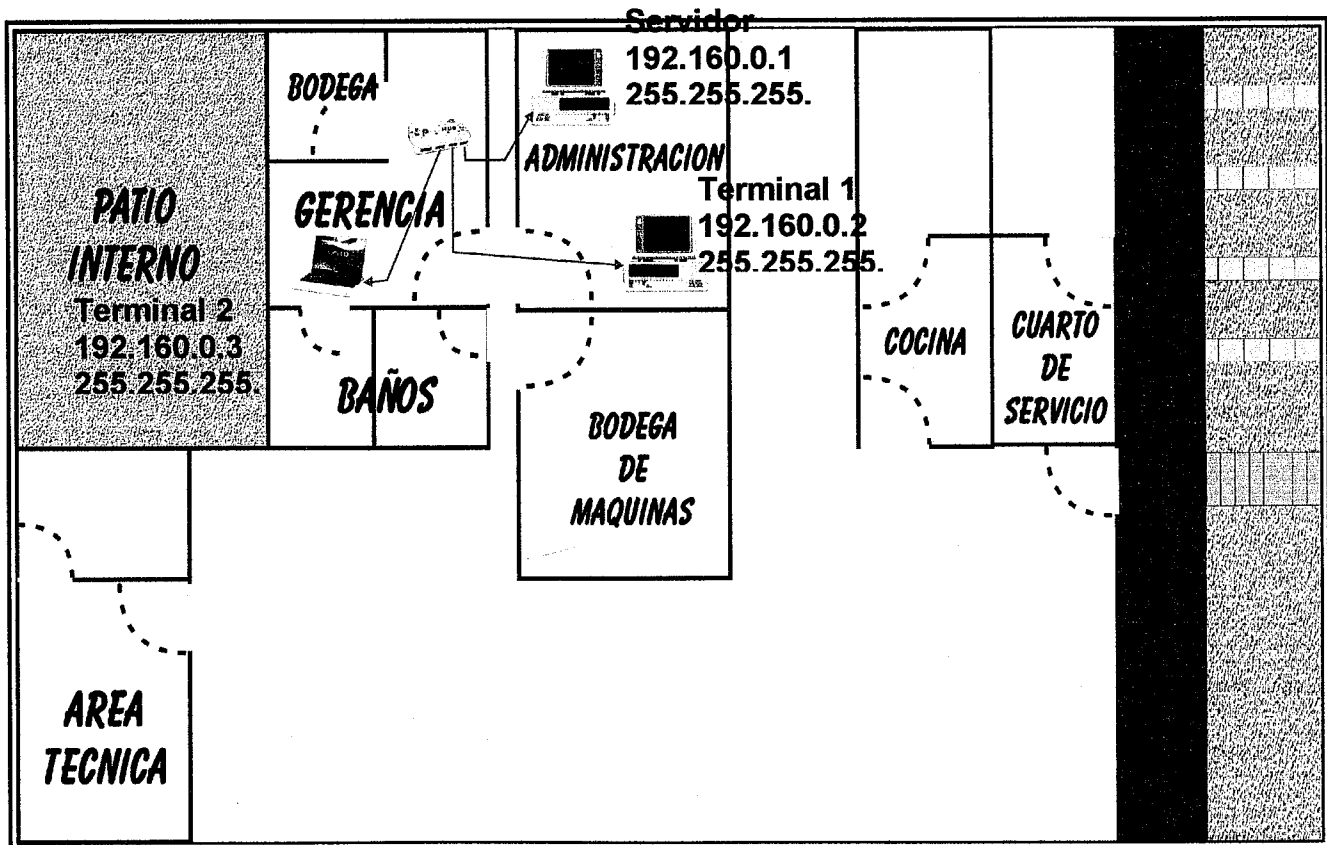 Servidor
192.160.0.1
255.255.255.
BODEGA
ADMINISTRACION
Terminal 1
192.160.0.2
255.255.255.
PATIO
INTERNO
GERENCIA
Terminal 2
192.160.0.3
255.255.255.
BAÑOS
BODEGA
DE
MAQUINAS
COCINA
CUARTO
DE
SERVICIO
AREA
TECNICA